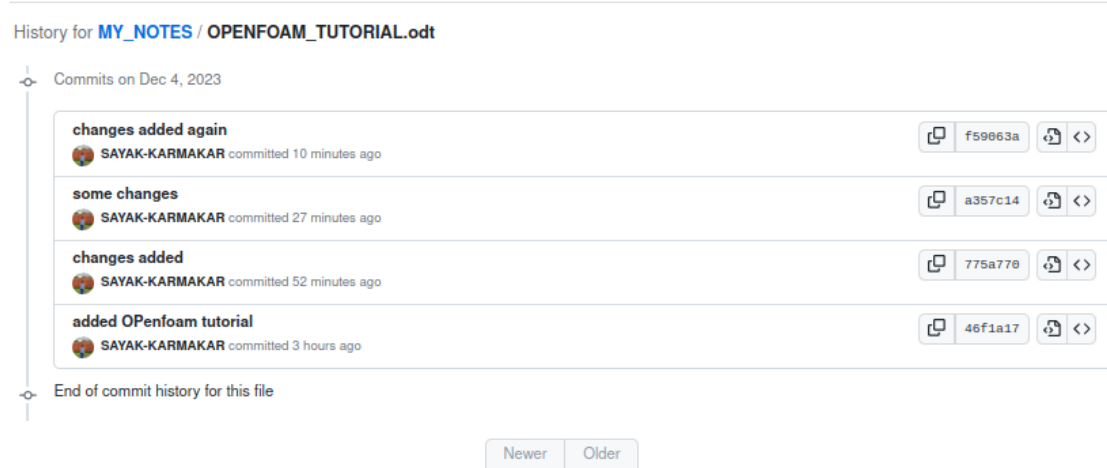 History for MY_NOTES / OPENFOAM_TUTORIAL.odt
Commits on Dec 4, 2023
changes added again
f59063a
SAYAK-KARMAKAR committed 10 minutes ago
some changes
a357c14
SAYAK-KARMAKAR committed 27 minutes ago
changes added
775a770
SAYAK-KARMAKAR committed 52 minutes ago
added OPenfoam tutorial
46f1a17
SAYAK-KARMAKAR committed 3 hours ago
End of commit history for this file
Newer Older